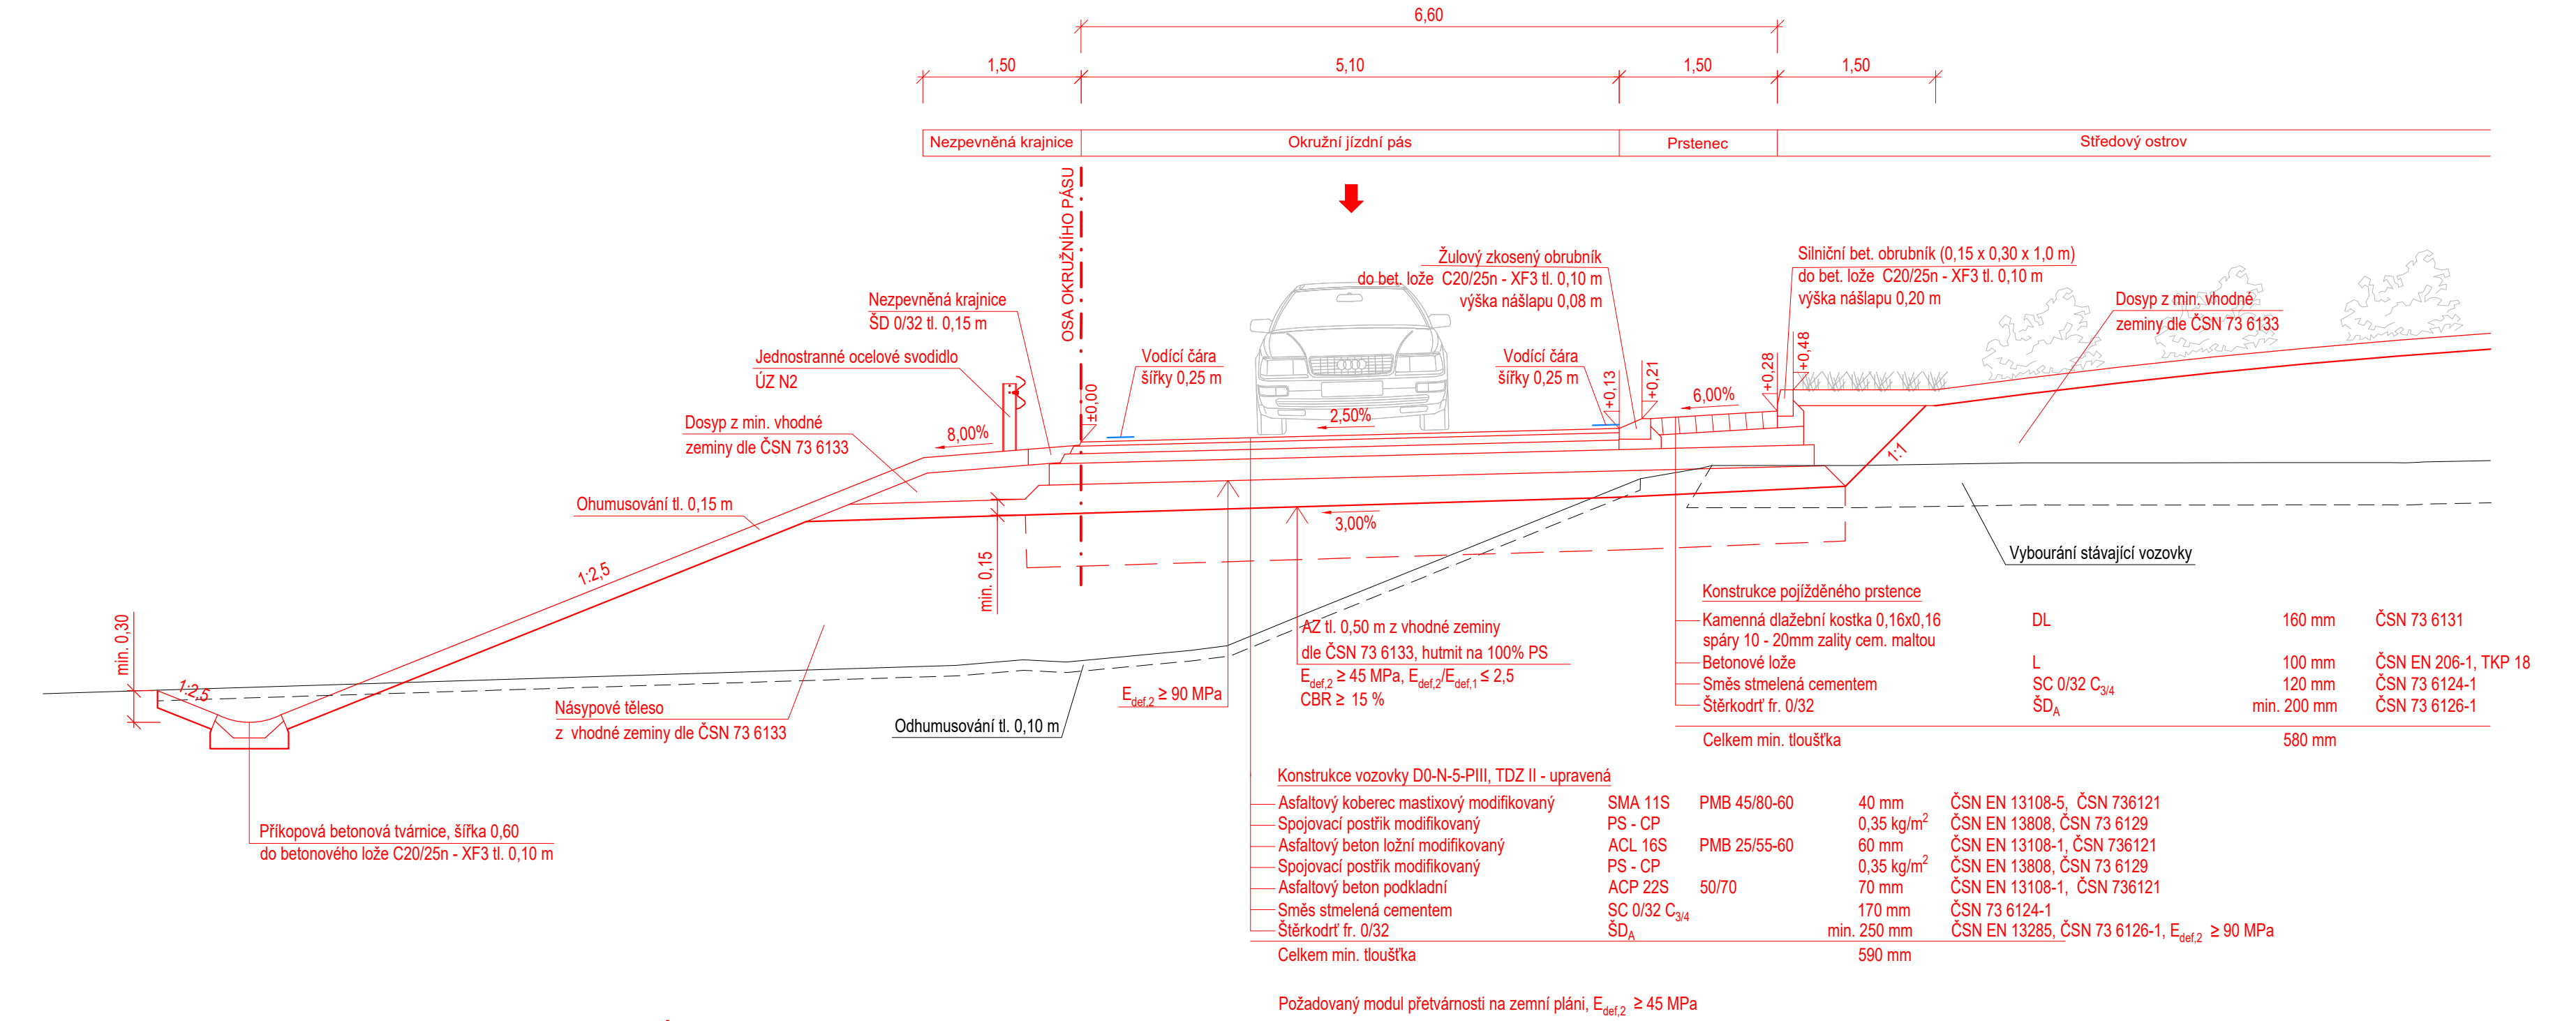 6,60
1,50
5,10
1,50
1,50
Nezpevněná krajnice
Okružní jízdní pás
Prstenec
Středový ostrov
OSA OKRUŽNÍHO PÁSU
Žulový zkosený obrubník
do bet. lože C20/25n - XF3 tl. 0,10 m
výška nášlapu 0,08 m
Silniční bet. obrubník (0,15 x 0,30 x 1,0 m)
do bet. lože C20/25n - XF3 tl. 0,10 m
výška nášlapu 0,20 m
Dosyp z min. vhodné
zeminy dle ČSN 73 6133
Nezpevněná krajnice
ŠD 0/32 tl. 0,15 m
Jednostranné ocelové svodidlo
ÚZ N2
Vodící čára
šířky 0,25 m
Vodící čára
šířky 0,25 m
±0,00
+0,13
+0,21
+0,28
+0,48
Dosyp z min. vhodné
zeminy dle ČSN 73 6133
8,00%
2,50%
6,00%
1:1
Ohumusování tl. 0,15 m
3,00%
1:2,5
min. 0,15
Vybourání stávající vozovky
min. 0,30
1:2,5
AZ tl. 0,50 m z vhodné zeminy
dle ČSN 73 6133, hutmit na 100% PS
Edef,2 ≥ 45 MPa, Edef,2/Edef,1 ≤ 2,5
CBR ≥ 15 %
Edef,2 ≥ 90 MPa
Násypové těleso
z vhodné zeminy dle ČSN 73 6133
Odhumusování tl. 0,10 m
Konstrukce pojížděného prstence
Kamenná dlažební kostka 0,16x0,16 DL 160 mm ČSN 73 6131
spáry 10 - 20mm zality cem. maltou
Betonové lože L 100 mm ČSN EN 206-1, TKP 18
Směs stmelená cementem SC 0/32 C3/4 120 mm ČSN 73 6124-1
Štěrkodrť fr. 0/32 ŠDA min. 200 mm ČSN 73 6126-1
Celkem min. tloušťka 580 mm
Konstrukce vozovky D0-N-5-PIII, TDZ II - upravená
Asfaltový koberec mastixový modifikovaný SMA 11S PMB 45/80-60 40 mm ČSN EN 13108-5, ČSN 736121
Spojovací postřik modifikovaný PS - CP 0,35 kg/m² ČSN EN 13808, ČSN 73 6129
Asfaltový beton ložní modifikovaný ACL 16S PMB 25/55-60 60 mm ČSN EN 13108-1, ČSN 736121
Spojovací postřik modifikovaný PS - CP 0,35 kg/m² ČSN EN 13808, ČSN 73 6129
Asfaltový beton podkladní ACP 22S 50/70 70 mm ČSN EN 13108-1, ČSN 736121
Směs stmelená cementem SC 0/32 C3/4 170 mm ČSN 73 6124-1
Štěrkodrť fr. 0/32 ŠDA min. 250 mm ČSN EN 13285, ČSN 73 6126-1, Edef,2 ≥ 90 MPa
Celkem min. tloušťka 590 mm
Příkopová betonová tvárnice, šířka 0,60
do betonového lože C20/25n - XF3 tl. 0,10 m
Požadovaný modul přetvárnosti na zemní pláni, Edef,2 ≥ 45 MPa